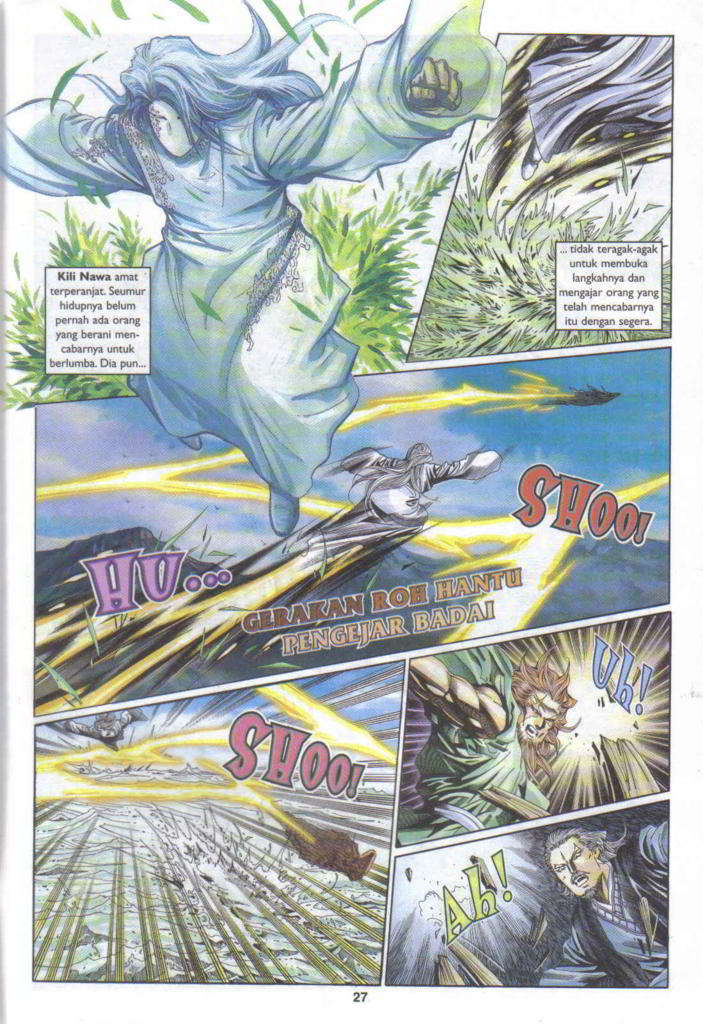 Kili Nawa amat
terperanjat. Seumur
hidupnya belum
pernah ada orang
yang berani men-
cabarnya untuk
berlumba. Dia pun...
... tidak teragak-agak
untuk membuka
langkahnya dan
mengajar orang yang
telah mencabarnya
itu dengan segera.
SHOO!
HU...
GERAKAN ROH HANTU
PENGEJAR BADAI
SHOO!
Uh!
Ah!
27